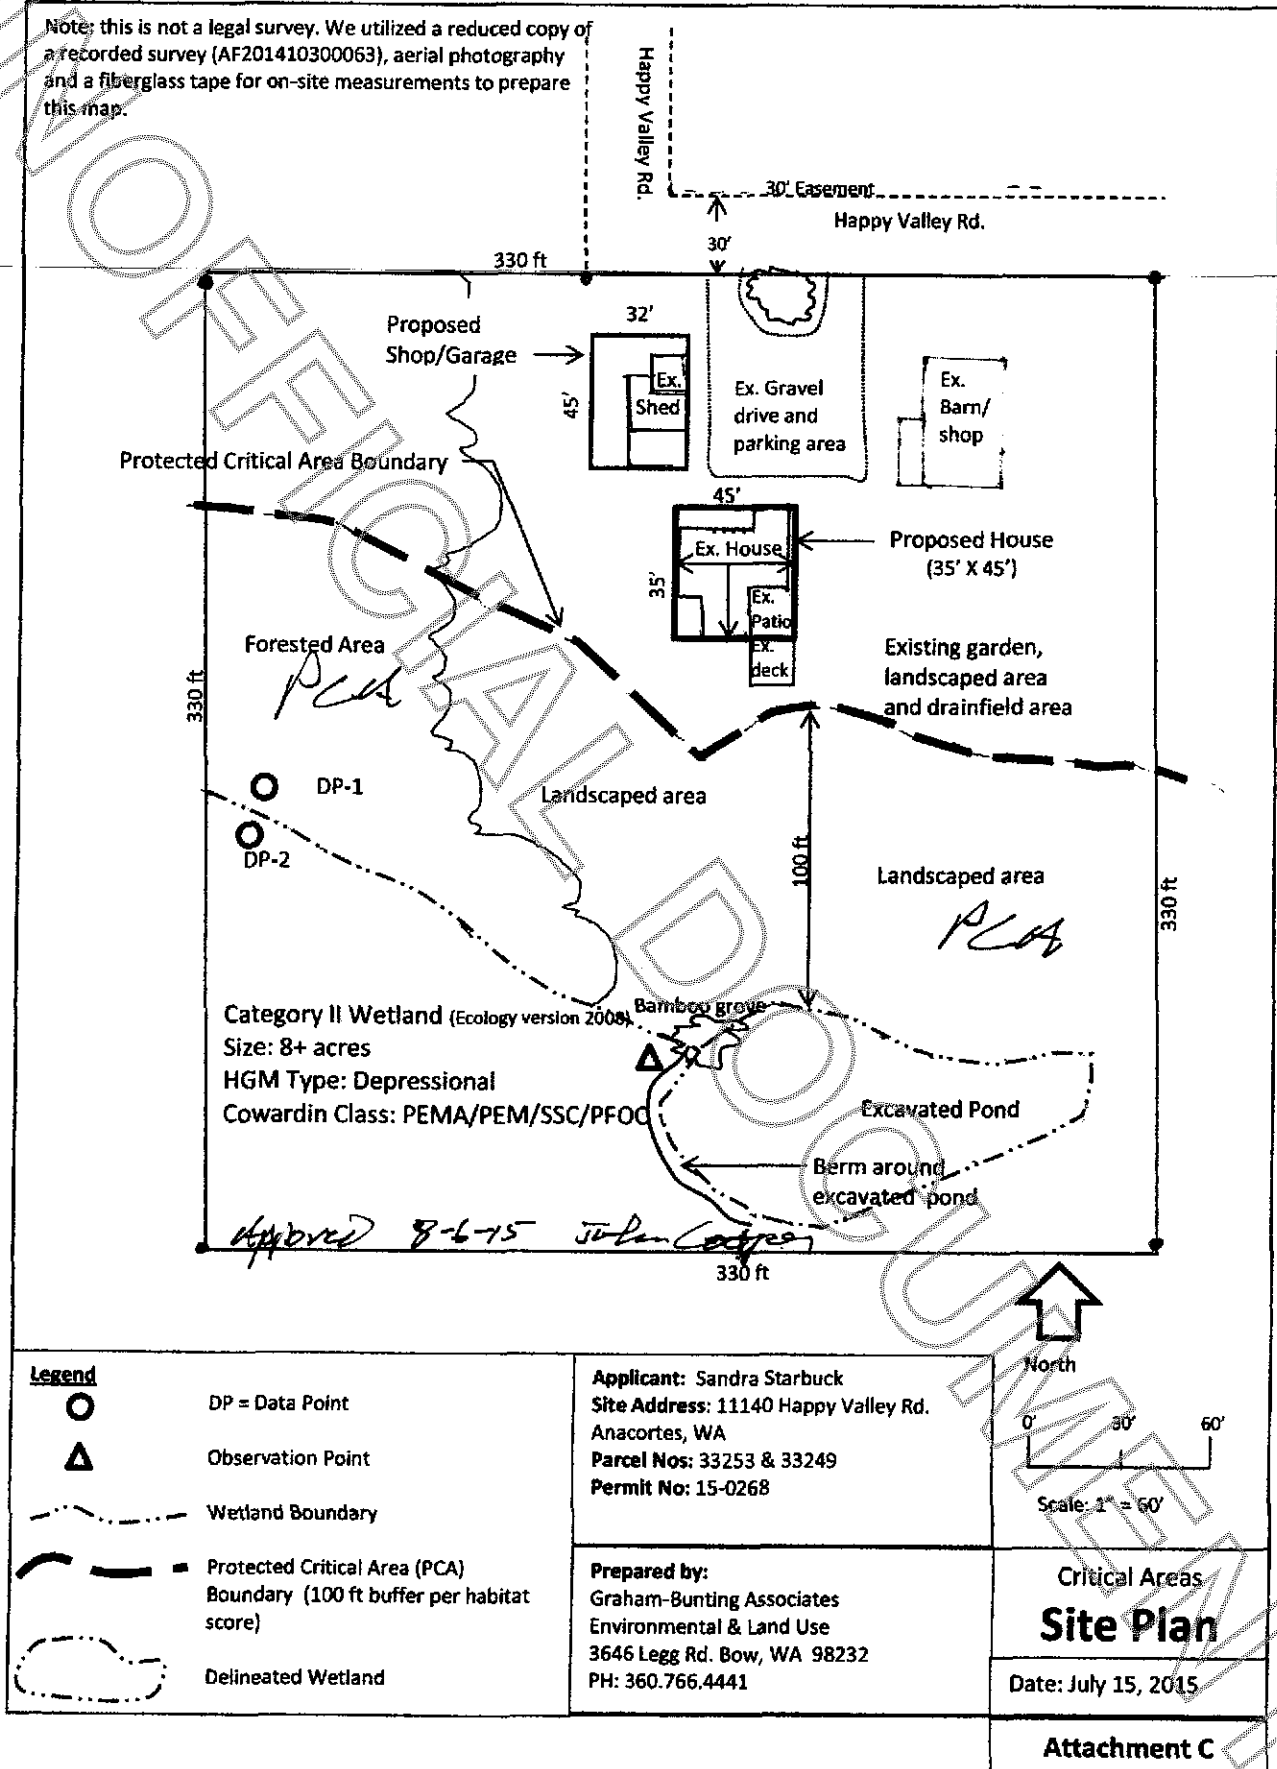 Note: this is not a legal survey. We utilized a reduced copy of
a recorded survey (AF201410300063), aerial photography
and a fiberglass tape for on-site measurements to prepare
this map.
Happy Valley Rd.
30' Easement
Happy Valley Rd.
30'
330 ft
32'
Proposed
Shop/Garage
45'
Ex.
Shed
Ex. Gravel
drive and
parking area
Ex.
Barn/
shop
Protected Critical Area Boundary
45'
Ex. House
35'
Proposed House
(35' X 45')
Ex.
Patio
Ex.
deck
Forested Area
PCA
330 ft
Existing garden,
landscaped area
and drainfield area
DP-1
DP-2
Landscaped area
100 ft
Landscaped area
PCA
330 ft
Bamboo grove
Category II Wetland (Ecology version 2008)
Size: 8+ acres
HGM Type: Depressional
Cowardin Class: PEMA/PEM/SSC/PFOC
Excavated Pond
Berm around
excavated pond
Approved 8-6-15 John Cooper
330 ft
North
Legend
DP = Data Point
Observation Point
Wetland Boundary
Protected Critical Area (PCA)
Boundary (100 ft buffer per habitat
score)
Delineated Wetland
Applicant: Sandra Starbuck
Site Address: 11140 Happy Valley Rd.
Anacortes, WA
Parcel Nos: 33253 & 33249
Permit No: 15-0268
Prepared by:
Graham-Bunting Associates
Environmental & Land Use
3646 Legg Rd. Bow, WA 98232
PH: 360.766.4441
0' 30' 60'
Scale: 1" = 60'
Critical Areas
Site Plan
Date: July 15, 2015
Attachment C
UNOFFICIAL DOCUMENT